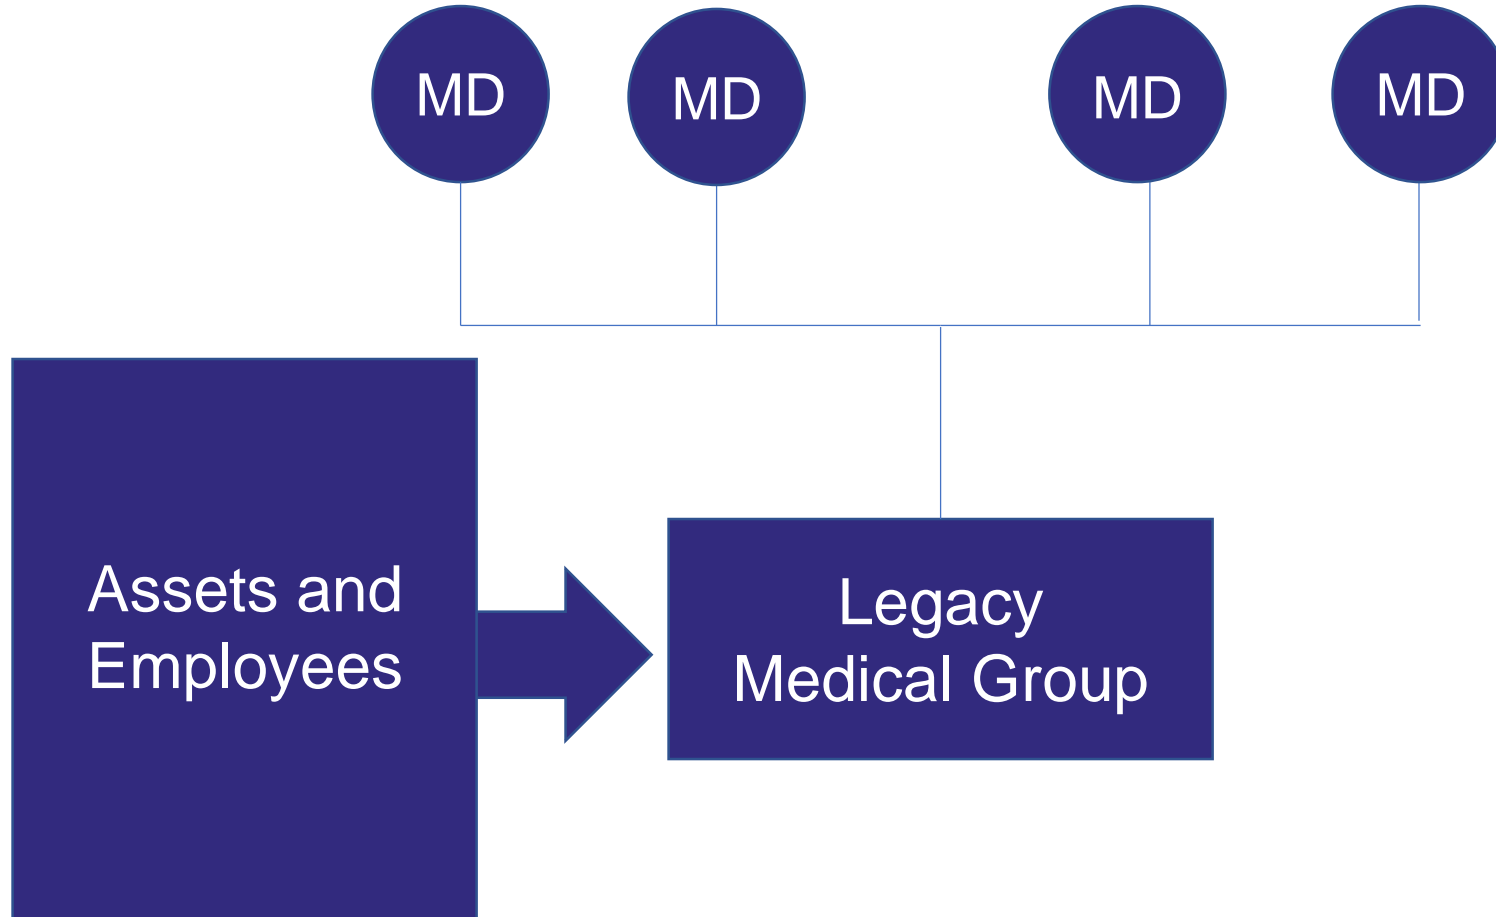 MD
MD
MD
MD
Assets and
Employees
Legacy
Medical Group